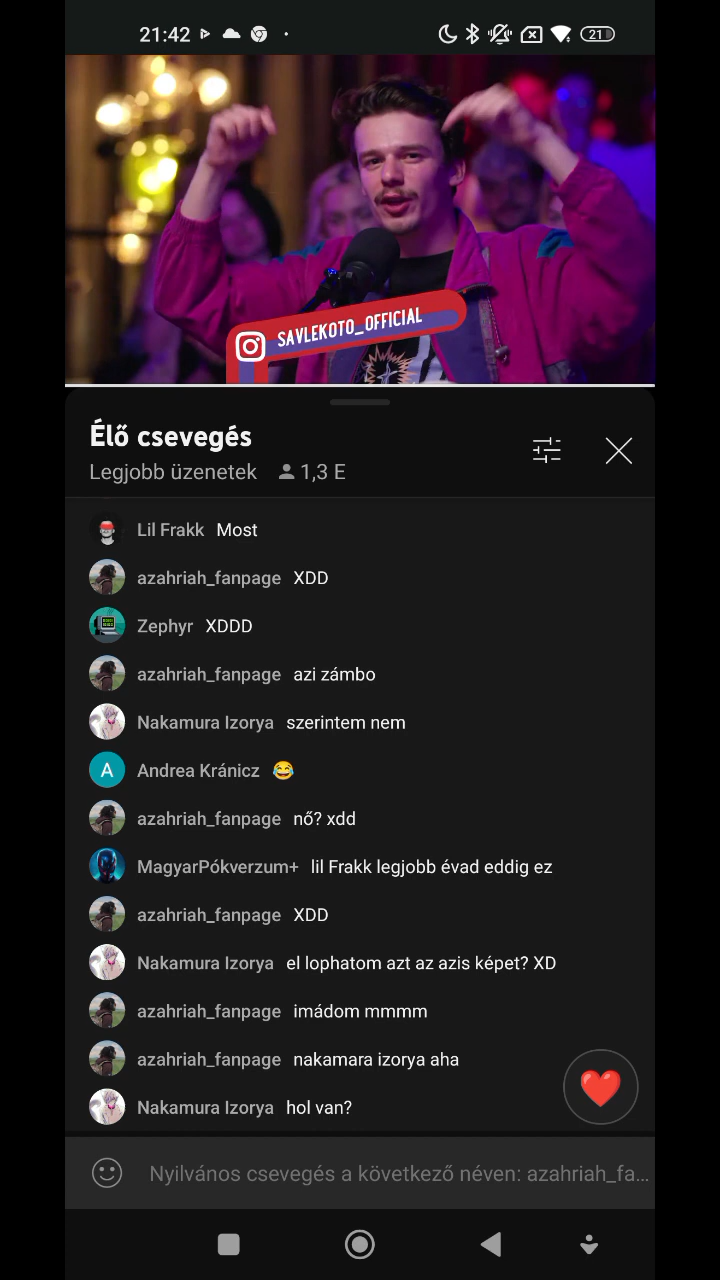 21:42
21
SAVLEKOTO_OFFICIAL
Élő csevegés
Legjobb üzenetek 1,3 E
Lil Frakk Most
azahriah_fanpage XDD
Zephyr XDDD
azahriah_fanpage azi zámbo
Nakamura Izorya szerintem nem
A Andrea Kránicz 😂
azahriah_fanpage nő? xdd
MagyarPókverzum+ lil Frakk legjobb évad eddig ez
azahriah_fanpage XDD
Nakamura Izorya el lophatom azt az azis képet? XD
azahriah_fanpage imádom mmmm
azahriah_fanpage nakamara izorya aha
Nakamura Izorya hol van?
Nyilvános csevegés a következő néven: azahriah_fa...